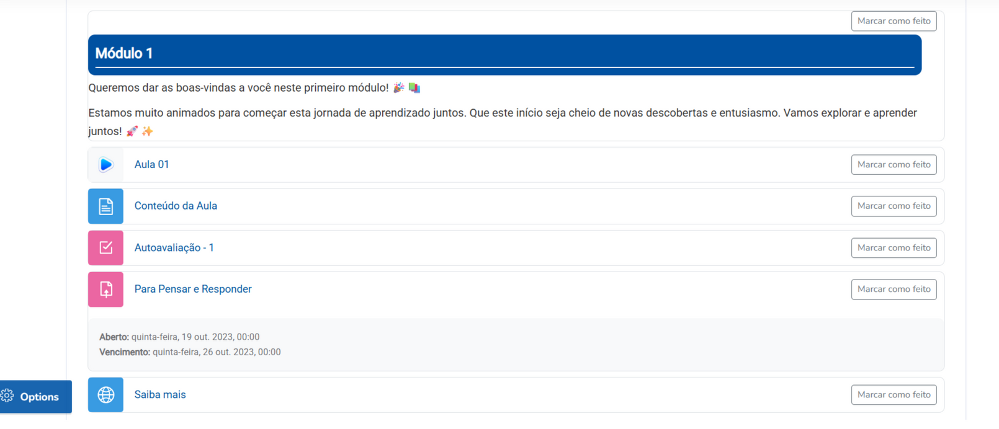 Marcar como feito
Módulo 1
Queremos dar as boas-vindas a você neste primeiro módulo! 🎉 📚
Estamos muito animados para começar esta jornada de aprendizado juntos. Que este início seja cheio de novas descobertas e entusiasmo. Vamos explorar e aprender
juntos! 🚀 ✨
Aula 01
Marcar como feito
Conteúdo da Aula
Marcar como feito
Autoavaliação - 1
Marcar como feito
Para Pensar e Responder
Marcar como feito
Aberto: quinta-feira, 19 out. 2023, 00:00
Vencimento: quinta-feira, 26 out. 2023, 00:00
Options
Saiba mais
Marcar como feito